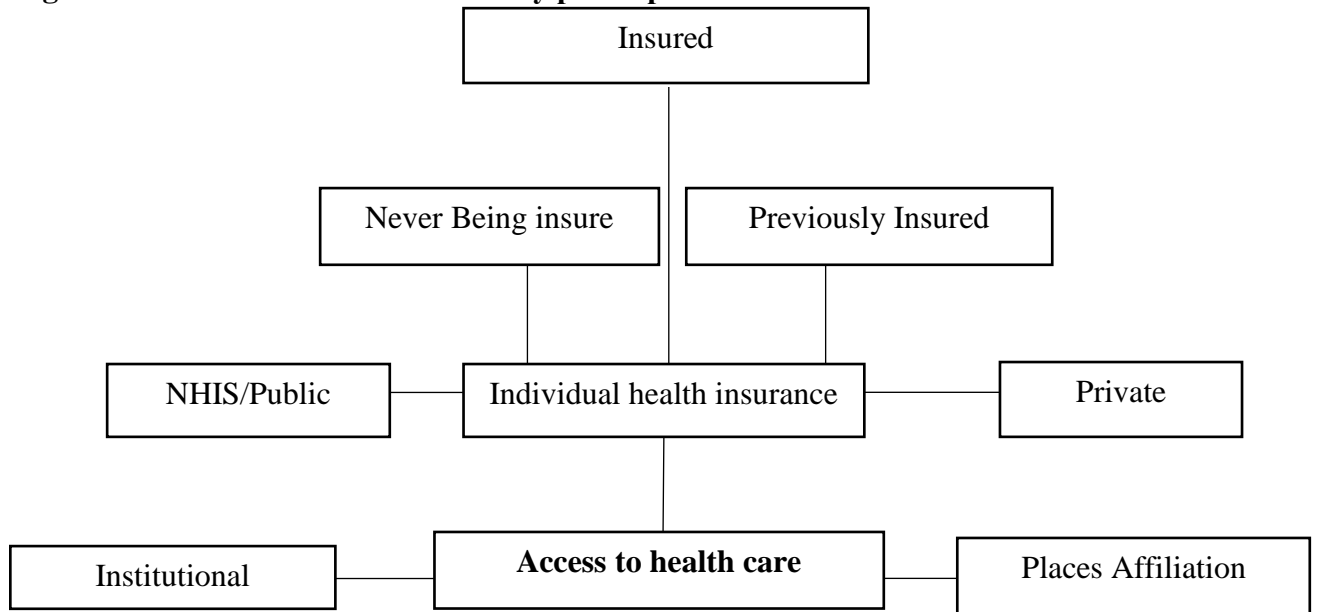 Insured
Never Being insure
Previously Insured
NHIS/Public
Individual health insurance
Private
Institutional
Access to health care
Places Affiliation